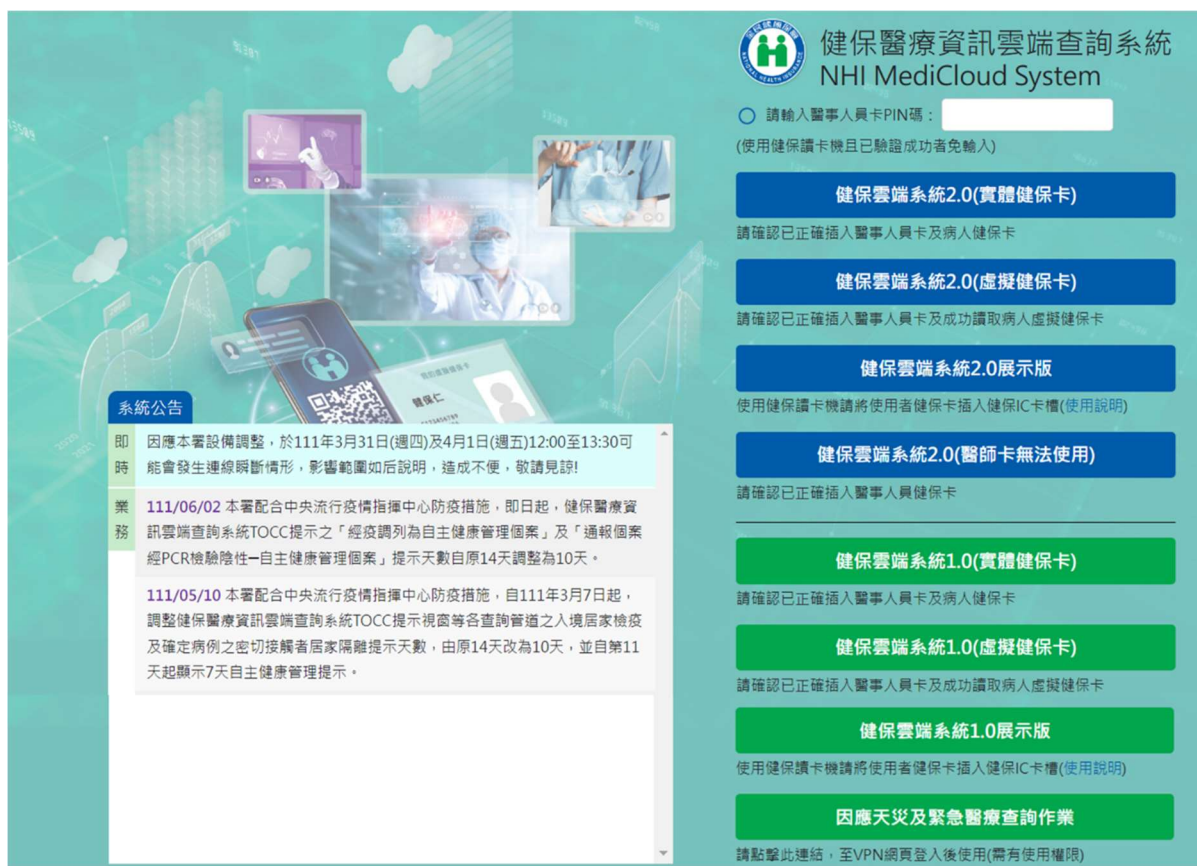 健保醫療資訊雲端查詢系統
NHI MediCloud System
請輸入醫事人員卡PIN碼：
(使用健保讀卡機且已驗證成功者免輸入)
健保雲端系統2.0(實體健保卡)
請確認已正確插入醫事人員卡及病人健保卡
健保雲端系統2.0(虛擬健保卡)
請確認已正確插入醫事人員卡及成功讀取病人虛擬健保卡
健保雲端系統2.0展示版
使用健保讀卡機請將使用者健保卡插入健保IC卡槽(使用說明)
健保雲端系統2.0(醫師卡無法使用)
請確認已正確插入醫事人員健保卡
健保雲端系統1.0(實體健保卡)
請確認已正確插入醫事人員卡及病人健保卡
健保雲端系統1.0(虛擬健保卡)
請確認已正確插入醫事人員卡及成功讀取病人虛擬健保卡
健保雲端系統1.0展示版
使用健保讀卡機請將使用者健保卡插入健保IC卡槽(使用說明)
因應天災及緊急醫療查詢作業
請點擊此連結，至VPN網頁登入後使用(需有使用權限)
我的虛擬健保卡
健保仁
系統公告
即時
因應本署設備調整，於111年3月31日(週四)及4月1日(週五)12:00至13:30可
能會發生連線瞬斷情形，影響範圍如后說明，造成不便，敬請見諒!
業務
111/06/02 本署配合中央流行疫情指揮中心防疫措施，即日起，健保醫療資
訊雲端查詢系統TOCC提示之「經疫調列為自主健康管理個案」及「通報個案
經PCR檢驗陰性—自主健康管理個案」提示天數自原14天調整為10天。
111/05/10 本署配合中央流行疫情指揮中心防疫措施，自111年3月7日起，
調整健保醫療資訊雲端查詢系統TOCC提示視窗等各查詢管道之入境居家檢疫
及確定病例之密切接觸者居家隔離提示天數，由原14天改為10天，並自第11
天起顯示7天自主健康管理提示。